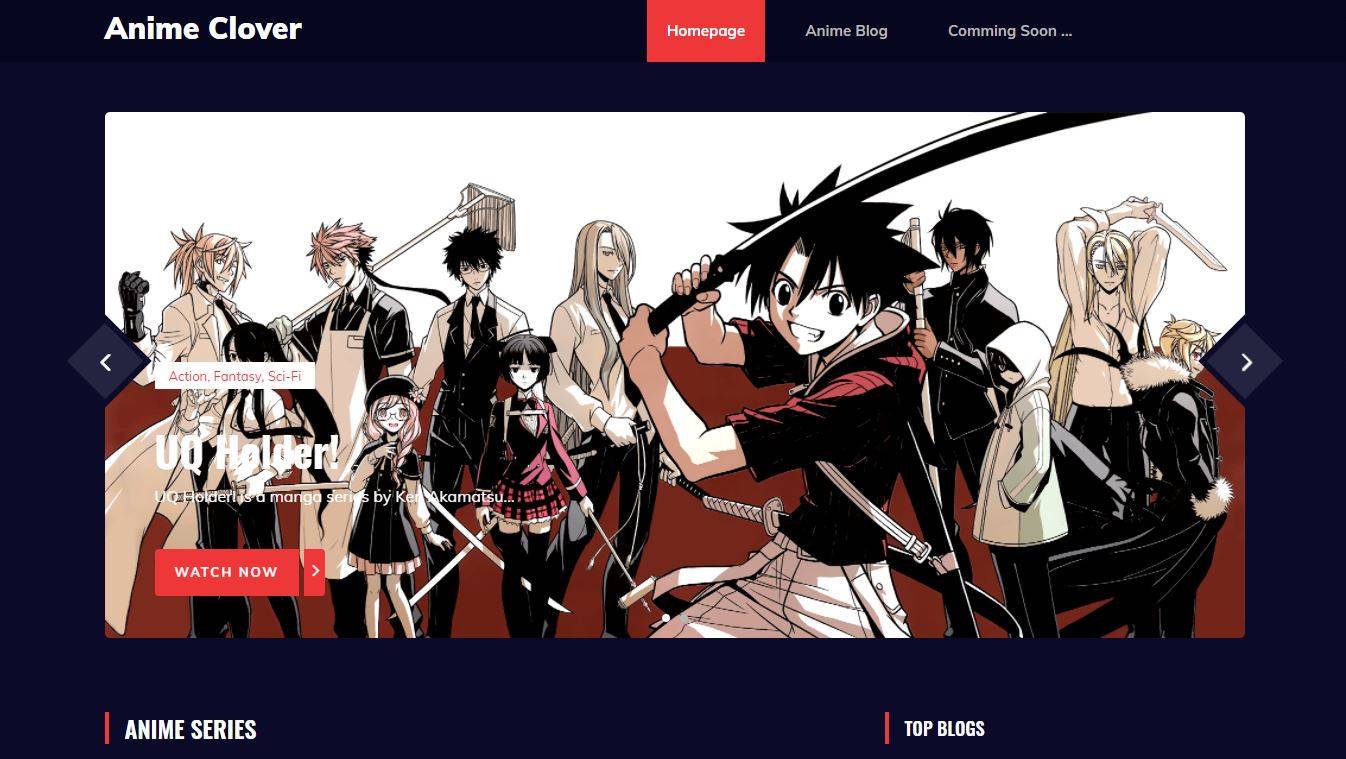 Anime Clover
Homepage
Anime Blog
Comming Soon ...
Action, Fantasy, Sci-Fi
UQ Holder!
UQ Holder! is a manga series by Ken Akamatsu...
WATCH NOW
ANIME SERIES
TOP BLOGS